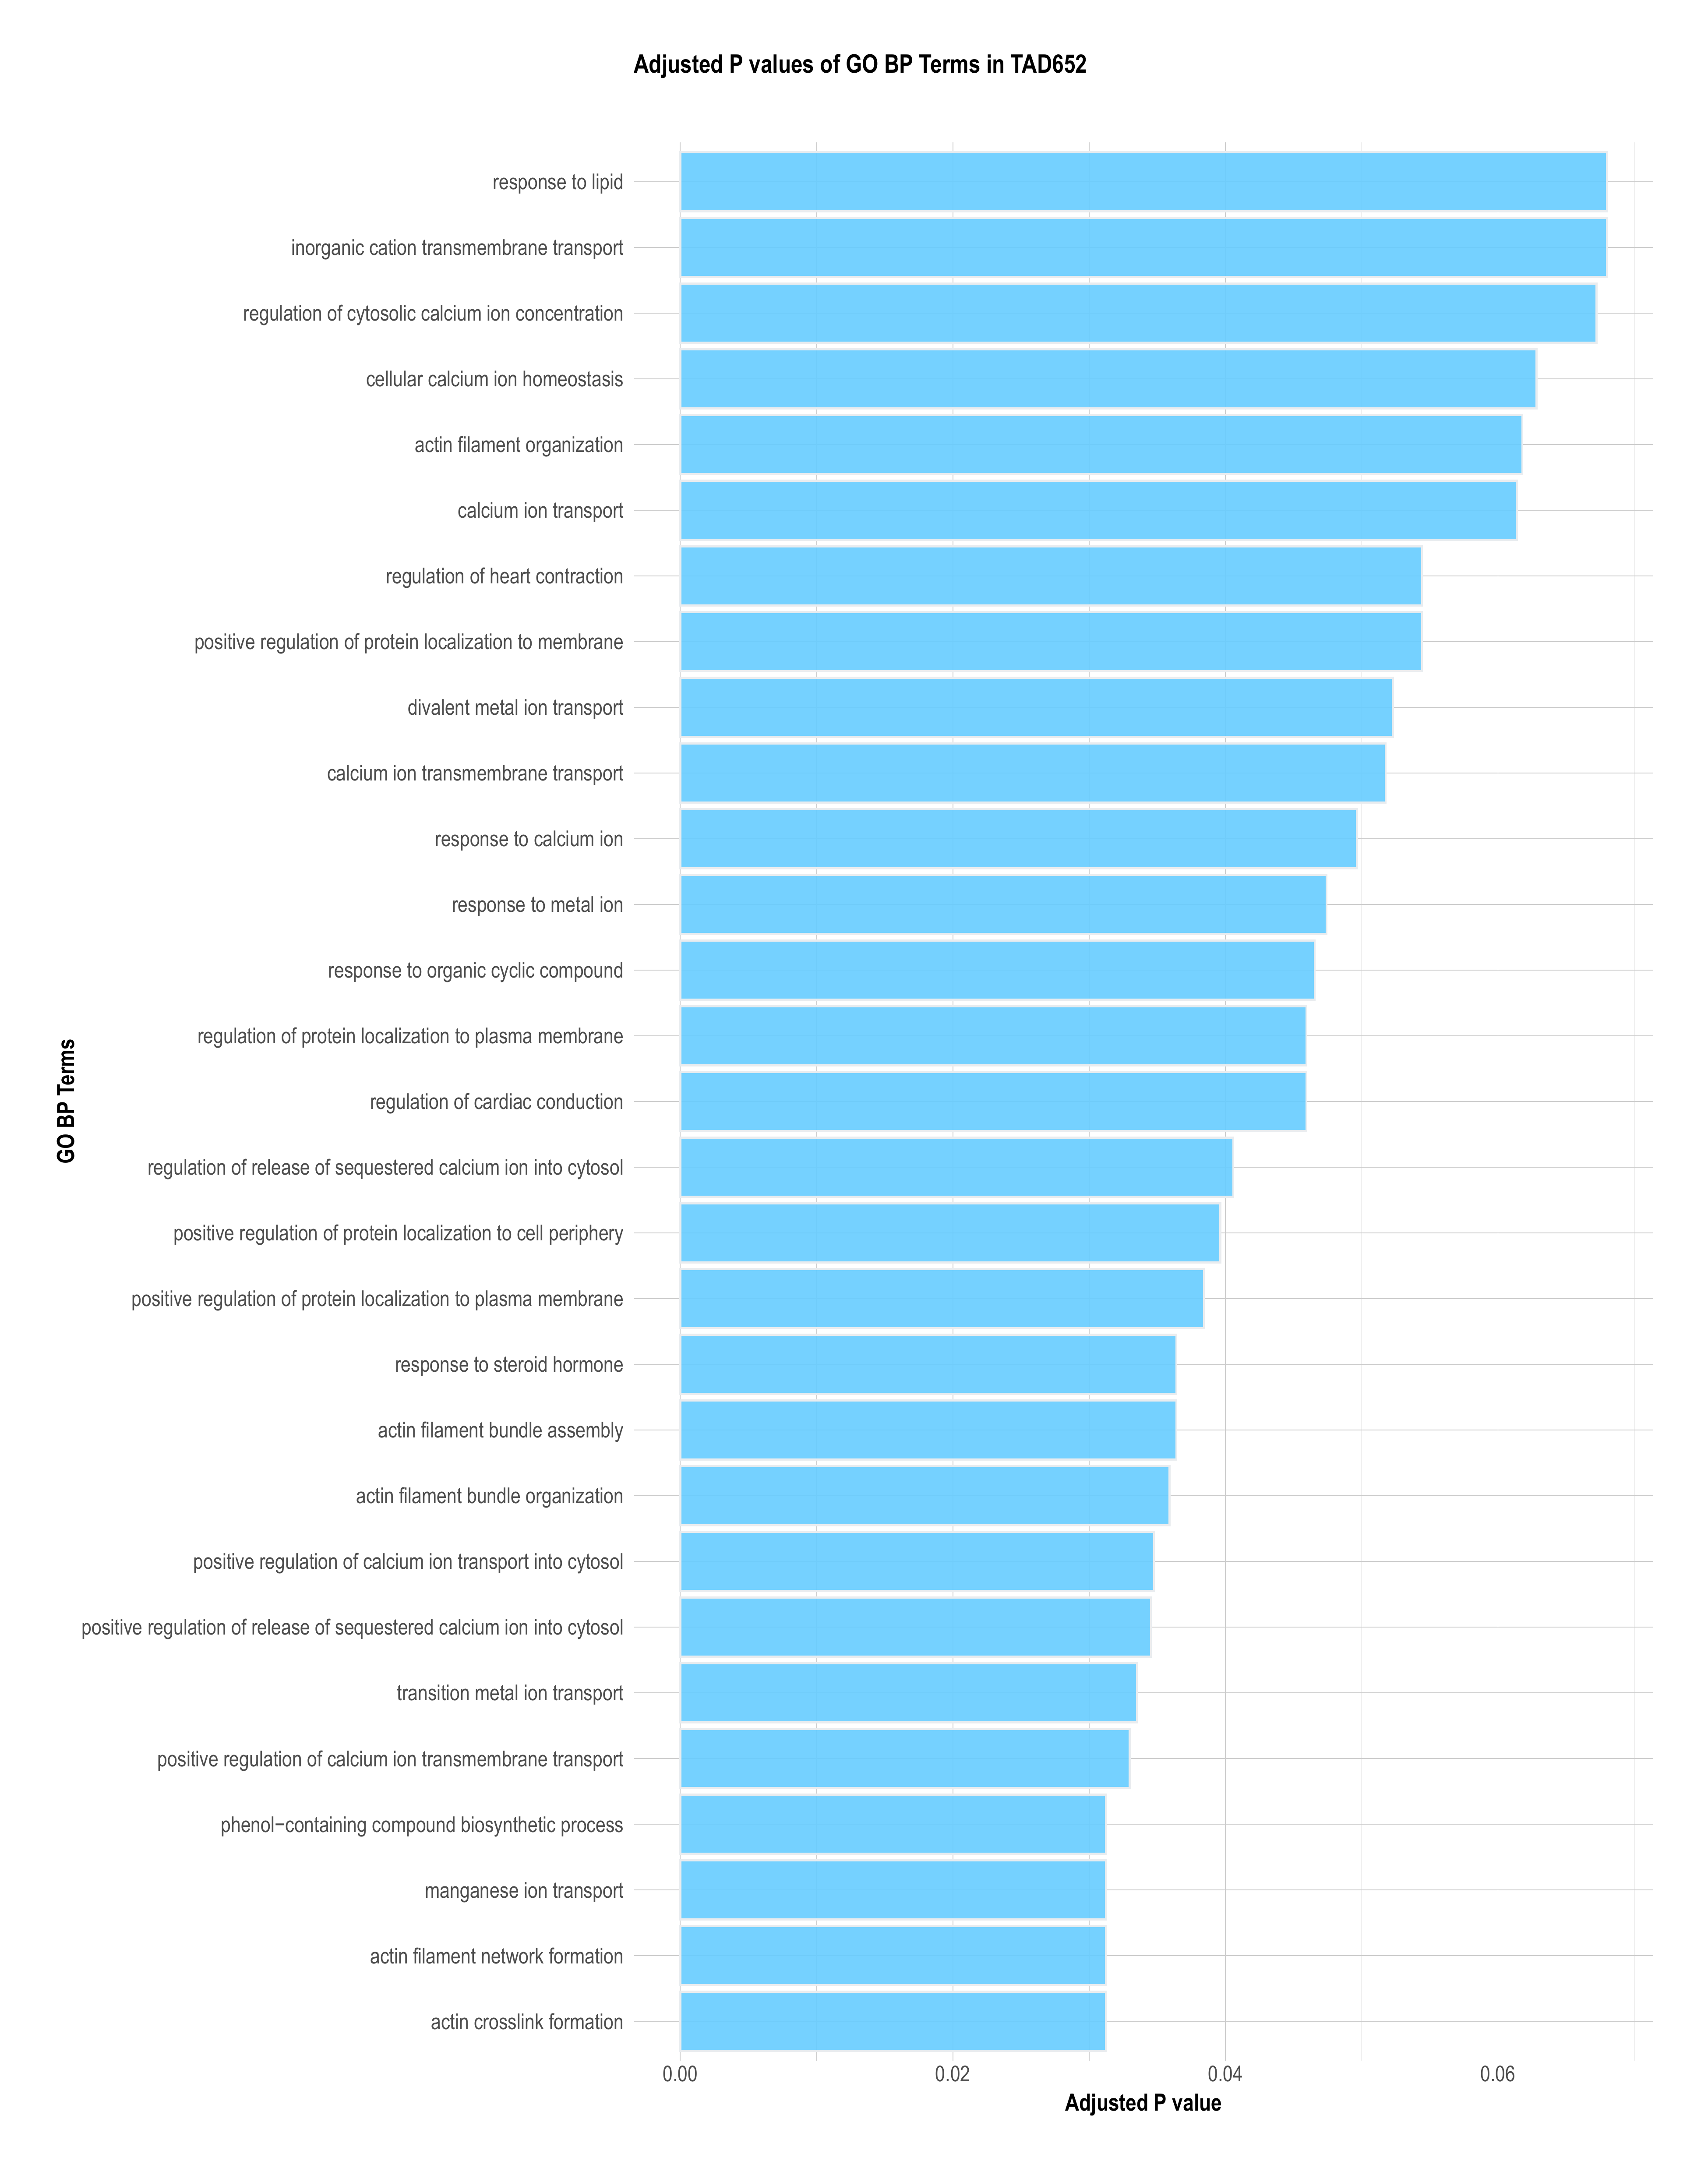 Adjusted P values of GO BP Terms in TAD652
response to lipid
inorganic cation transmembrane transport
regulation of cytosolic calcium ion concentration
cellular calcium ion homeostasis
actin filament organization
calcium ion transport
regulation of heart contraction
positive regulation of protein localization to membrane
divalent metal ion transport
calcium ion transmembrane transport
response to calcium ion
response to metal ion
response to organic cyclic compound
regulation of protein localization to plasma membrane
regulation of cardiac conduction
regulation of release of sequestered calcium ion into cytosol
positive regulation of protein localization to cell periphery
positive regulation of protein localization to plasma membrane
response to steroid hormone
actin filament bundle assembly
actin filament bundle organization
positive regulation of calcium ion transport into cytosol
positive regulation of release of sequestered calcium ion into cytosol
transition metal ion transport
positive regulation of calcium ion transmembrane transport
phenol−containing compound biosynthetic process
manganese ion transport
actin filament network formation
actin crosslink formation
GO BP Terms
0.00 0.02 0.04 0.06
Adjusted P value